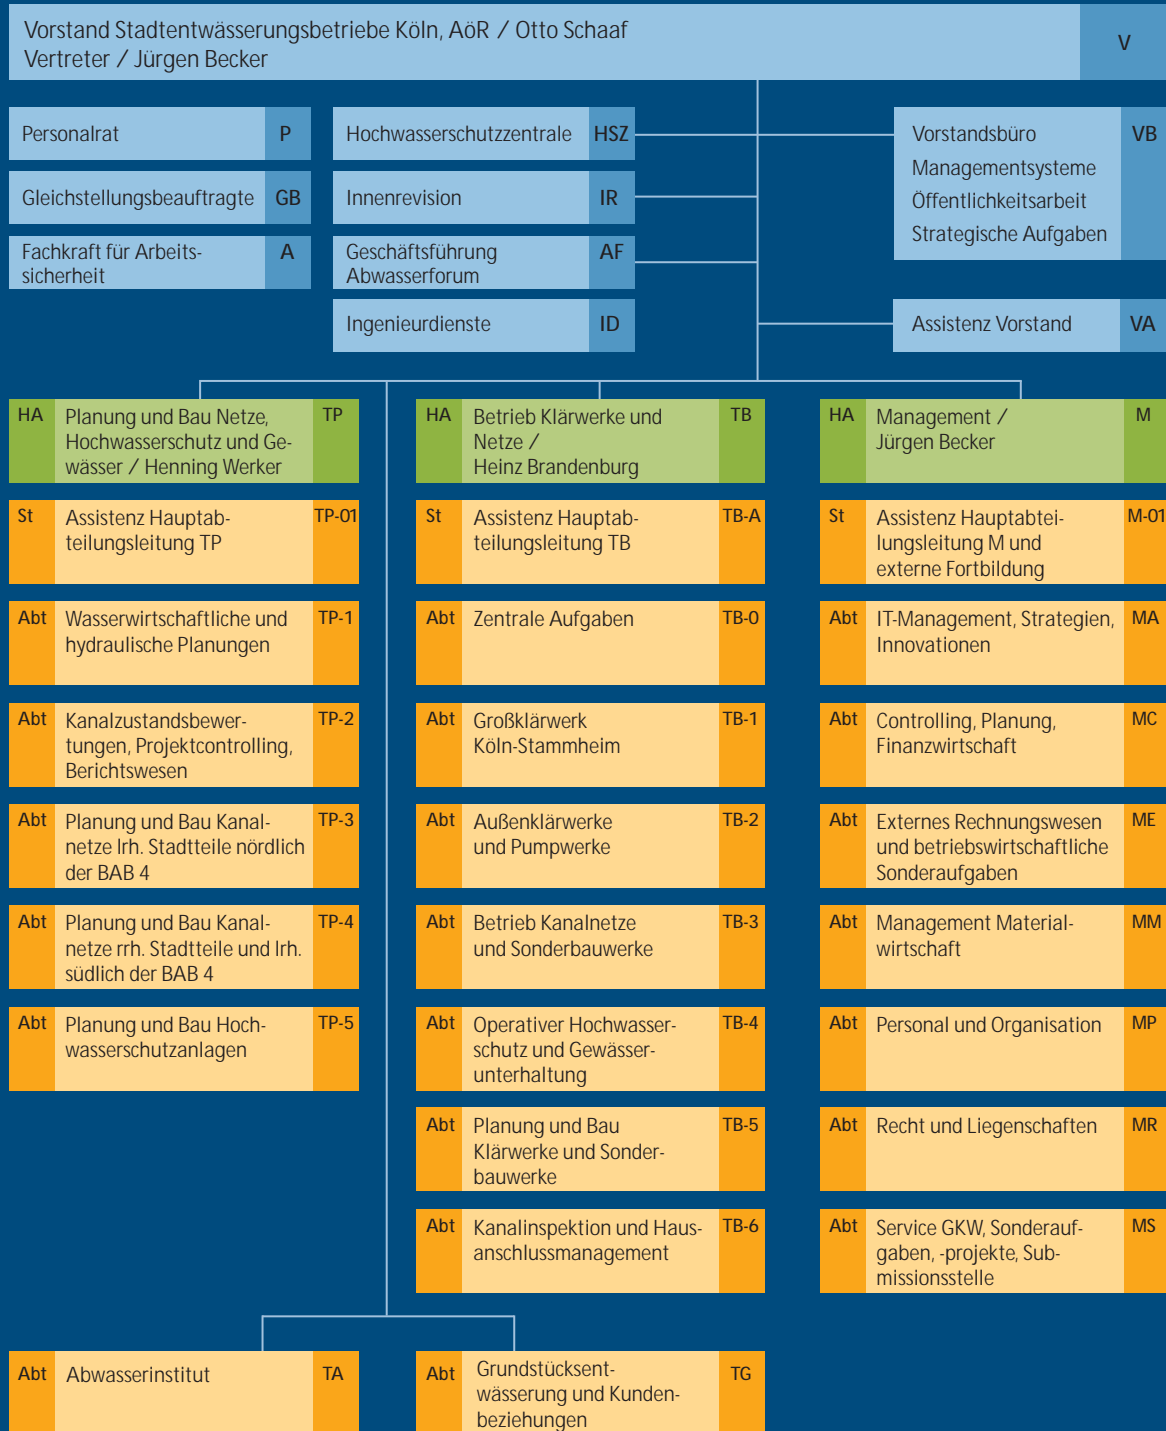 Vorstand Stadtentwässerungsbetriebe Köln, AöR / Otto Schaaf
Vertreter / Jürgen Becker
V
Personalrat P
Gleichstellungsbeauftragte GB
Fachkraft für Arbeits- A
sicherheit
Hochwasserschutzzentrale HSZ
Innenrevision IR
Geschäftsführung AF
Abwasserforum
Ingenieurdienste ID
Vorstandsbüro VB
Managementsysteme
Öffentlichkeitsarbeit
Strategische Aufgaben
Assistenz Vorstand VA
HA Planung und Bau Netze, TP
Hochwasserschutz und Ge-
wässer / Henning Werker
St Assistenz Hauptab- TP-01
teilungsleitung TP
Abt Wasserwirtschaftliche und TP-1
hydraulische Planungen
Abt Kanalzustandsbewer- TP-2
tungen, Projektcontrolling,
Berichtswesen
Abt Planung und Bau Kanal- TP-3
netze lrh. Stadtteile nördlich
der BAB 4
Abt Planung und Bau Kanal- TP-4
netze rrh. Stadtteile und lrh.
südlich der BAB 4
Abt Planung und Bau Hoch- TP-5
wasserschutzanlagen
HA Betrieb Klärwerke und TB
Netze /
Heinz Brandenburg
St Assistenz Hauptab- TB-A
teilungsleitung TB
Abt Zentrale Aufgaben TB-0
Abt Großklärwerk TB-1
Köln-Stammheim
Abt Außenklärwerke TB-2
und Pumpwerke
Abt Betrieb Kanalnetze TB-3
und Sonderbauwerke
Abt Operativer Hochwasser- TB-4
schutz und Gewässer-
unterhaltung
Abt Planung und Bau TB-5
Klärwerke und Sonder-
bauwerke
Abt Kanalinspektion und Haus- TB-6
anschlussmanagement
HA Management / M
Jürgen Becker
St Assistenz Hauptabtei- M-01
lungsleitung M und
externe Fortbildung
Abt IT-Management, Strategien, MA
Innovationen
Abt Controlling, Planung, MC
Finanzwirtschaft
Abt Externes Rechnungswesen ME
und betriebswirtschaftliche
Sonderaufgaben
Abt Management Material- MM
wirtschaft
Abt Personal und Organisation MP
Abt Recht und Liegenschaften MR
Abt Service GKW, Sonderauf- MS
gaben, -projekte, Sub-
missionsstelle
Abt Abwasserinstitut TA
Abt Grundstücksent- TG
wässerung und Kunden-
beziehungen